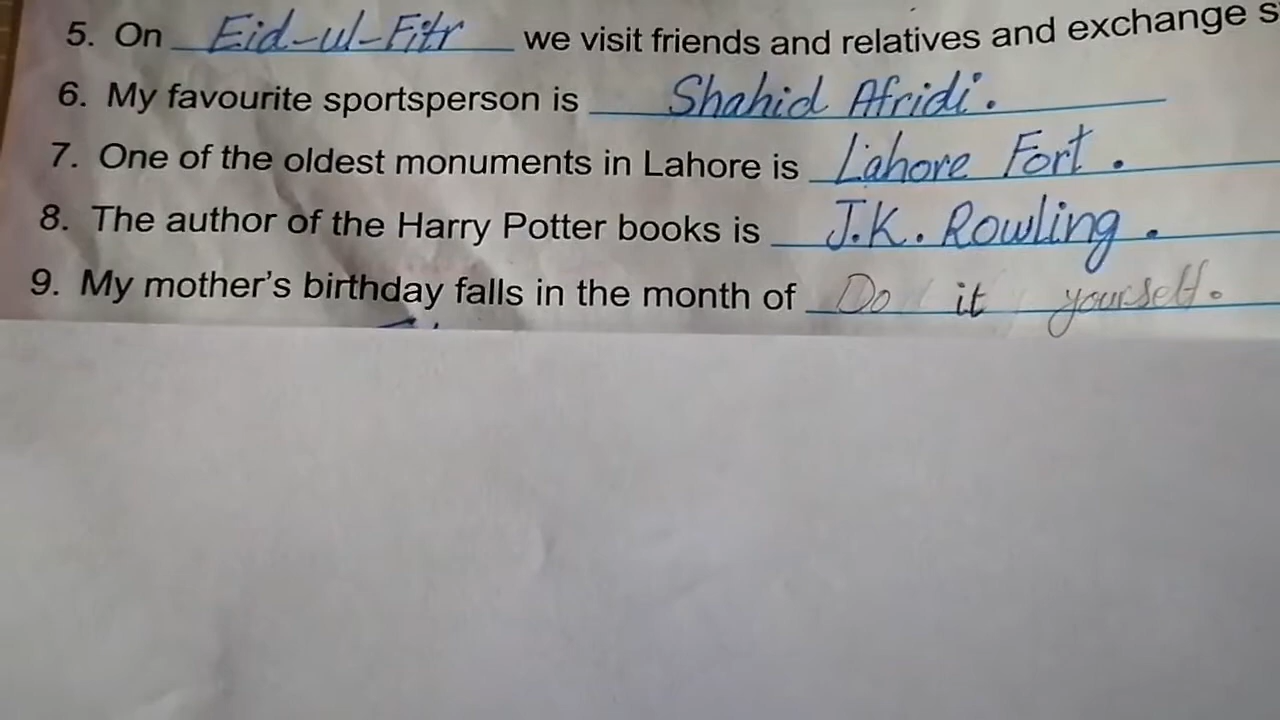 5. On Eid-ul-Fitr we visit friends and relatives and exchange s
6. My favourite sportsperson is Shahid Afridi.
7. One of the oldest monuments in Lahore is Lahore Fort.
8. The author of the Harry Potter books is J.K. Rowling.
9. My mother's birthday falls in the month of Do it yourself.